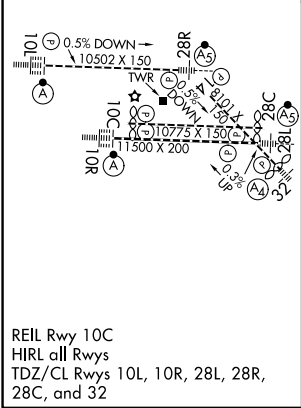 10L
P
0.5% DOWN
10502 X 150
28R
A5
P
A
TWR
P
0.5%
DOWN
10C
P
P
10775 X 150
P
28C
A5
28L
10R
11500 X 200
A
P
0.3%
UP
A4
P
32
REIL Rwy 10C
HIRL all Rwys
TDZ/CL Rwys 10L, 10R, 28L, 28R,
28C, and 32